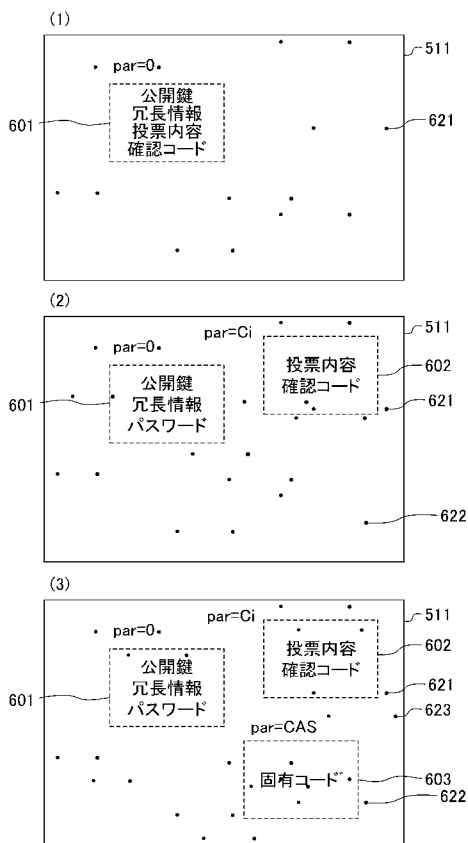 (1)
511
par=0
公開鍵
冗長情報
投票内容
確認コード
601
621
(2)
par=Ci
511
par=0
投票内容
確認コード
602
公開鍵
冗長情報
パスワード
601
621
622
(3)
par=Ci
511
par=0
投票内容
確認コード
602
公開鍵
冗長情報
パスワード
601
621
623
par=CAS
固有コード
603
622